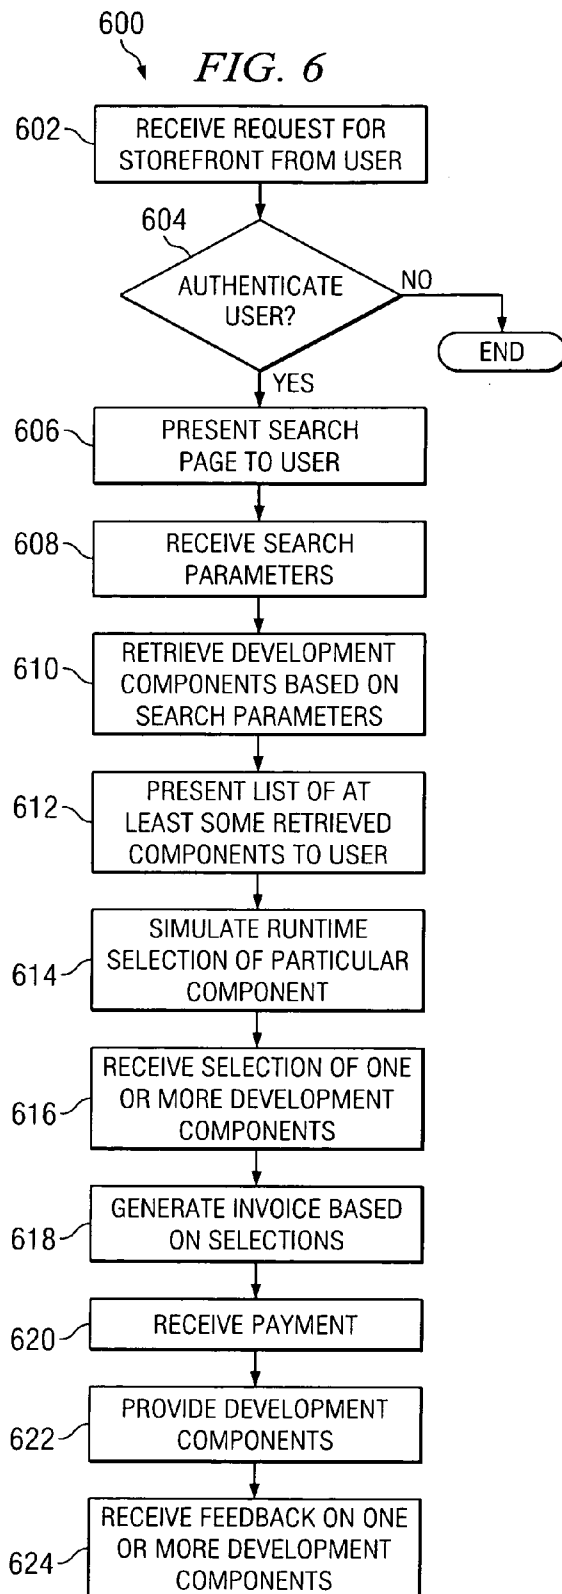 600
FIG. 6
602
RECEIVE REQUEST FOR
STOREFRONT FROM USER
604
AUTHENTICATE
USER?
NO
END
YES
606
PRESENT SEARCH
PAGE TO USER
608
RECEIVE SEARCH
PARAMETERS
610
RETRIEVE DEVELOPMENT
COMPONENTS BASED ON
SEARCH PARAMETERS
612
PRESENT LIST OF AT
LEAST SOME RETRIEVED
COMPONENTS TO USER
614
SIMULATE RUNTIME
SELECTION OF PARTICULAR
COMPONENT
616
RECEIVE SELECTION OF ONE
OR MORE DEVELOPMENT
COMPONENTS
618
GENERATE INVOICE BASED
ON SELECTIONS
620
RECEIVE PAYMENT
622
PROVIDE DEVELOPMENT
COMPONENTS
624
RECEIVE FEEDBACK ON ONE
OR MORE DEVELOPMENT
COMPONENTS